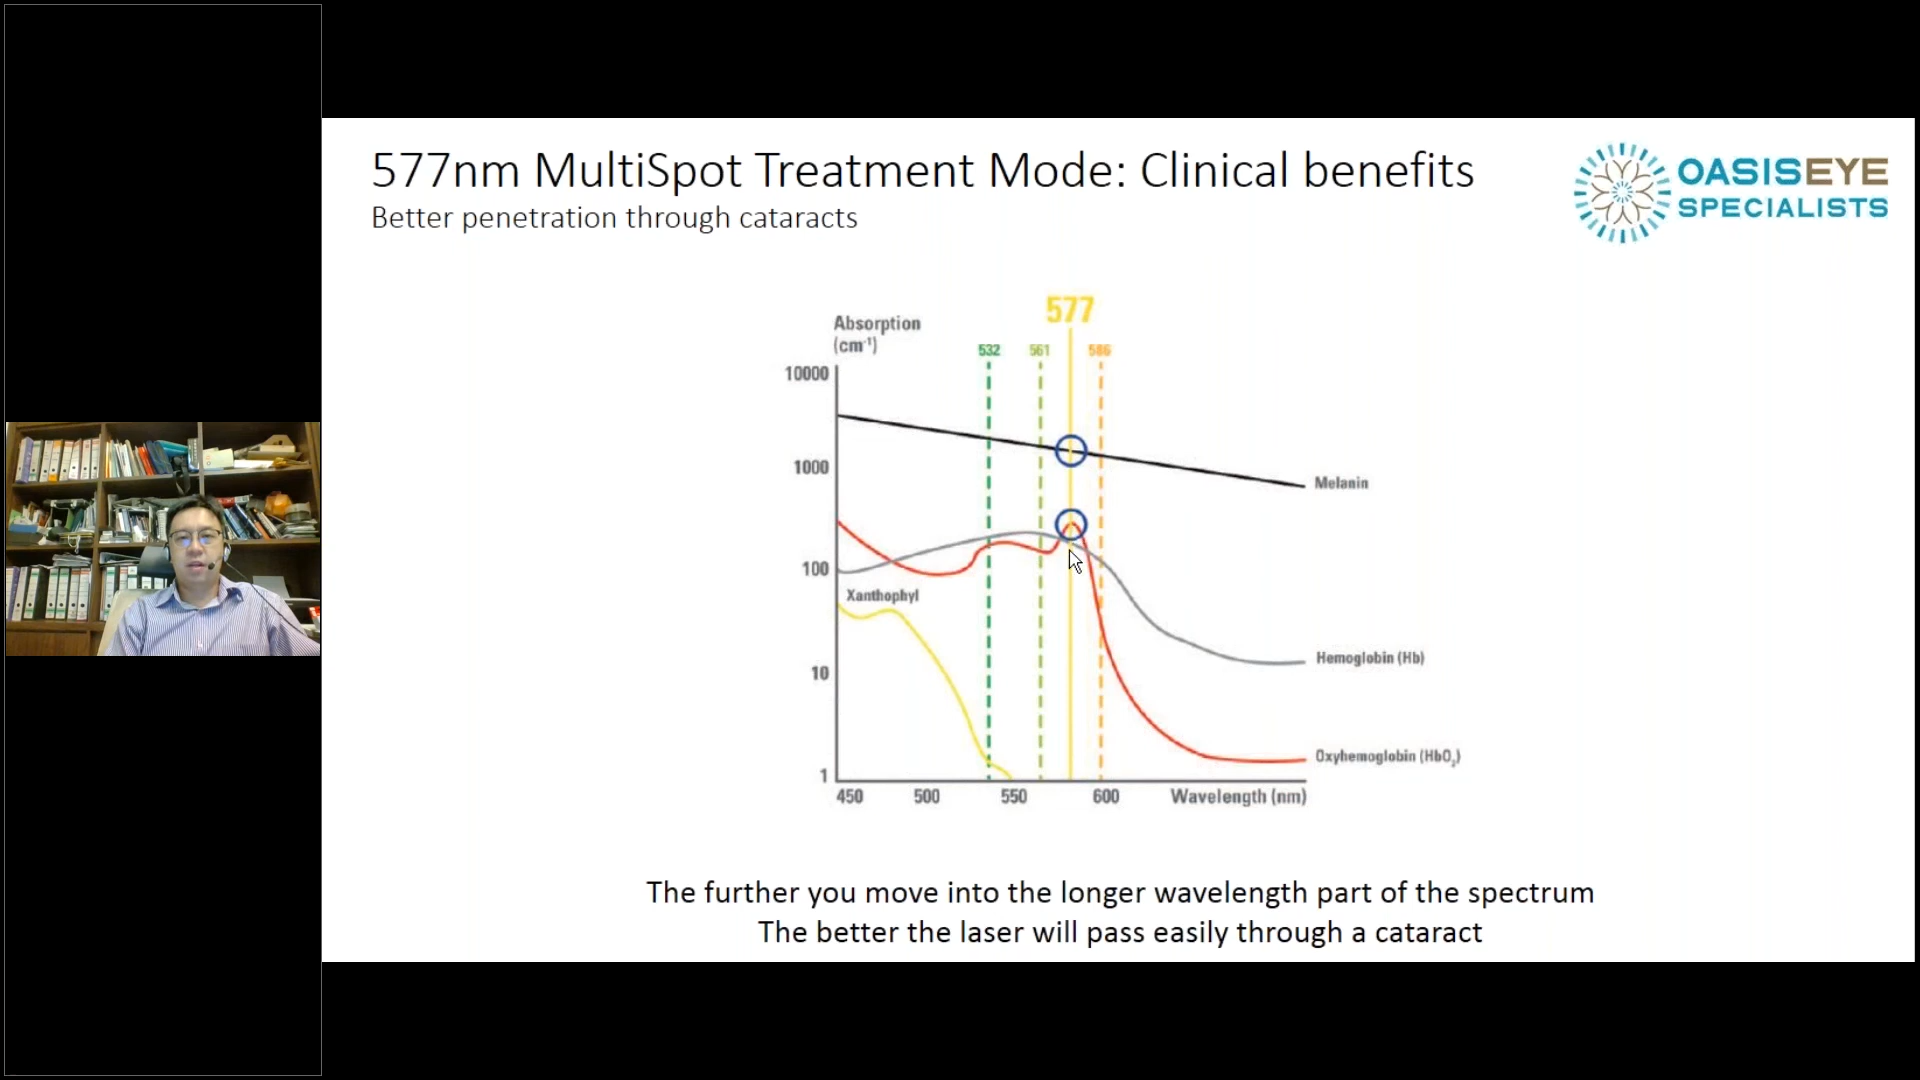 577nm MultiSpot Treatment Mode: Clinical benefits
Better penetration through cataracts
OASISEYE
SPECIALISTS
577
Absorption
(cm⁻¹)
532
561
586
10000
1000
100
10
1
Melanin
Xanthophyl
Hemoglobin (Hb)
Oxyhemoglobin (HbO₂)
450
500
550
600
Wavelength (nm)
The further you move into the longer wavelength part of the spectrum
The better the laser will pass easily through a cataract